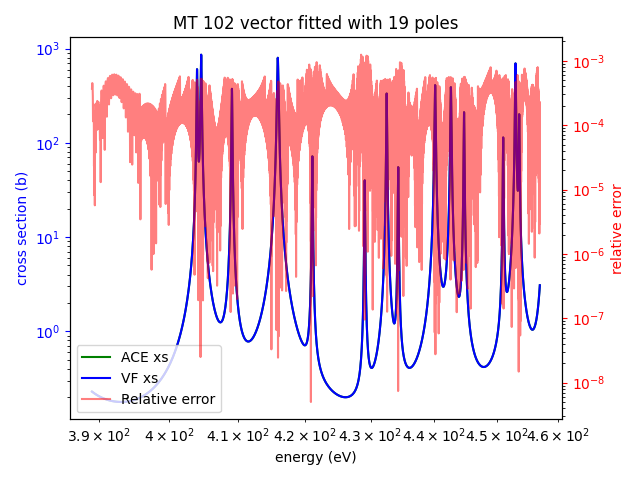 MT 102 vector fitted with 19 poles
10³
10²
10¹
10⁰
cross section (b)
10⁻³
10⁻⁴
10⁻⁵
10⁻⁶
10⁻⁷
10⁻⁸
relative error
ACE xs
VF xs
Relative error
3.9 × 10² 4 × 10² 4.1 × 10² 4.2 × 10² 4.3 × 10² 4.4 × 10² 4.5 × 10² 4.6 × 10²
energy (eV)